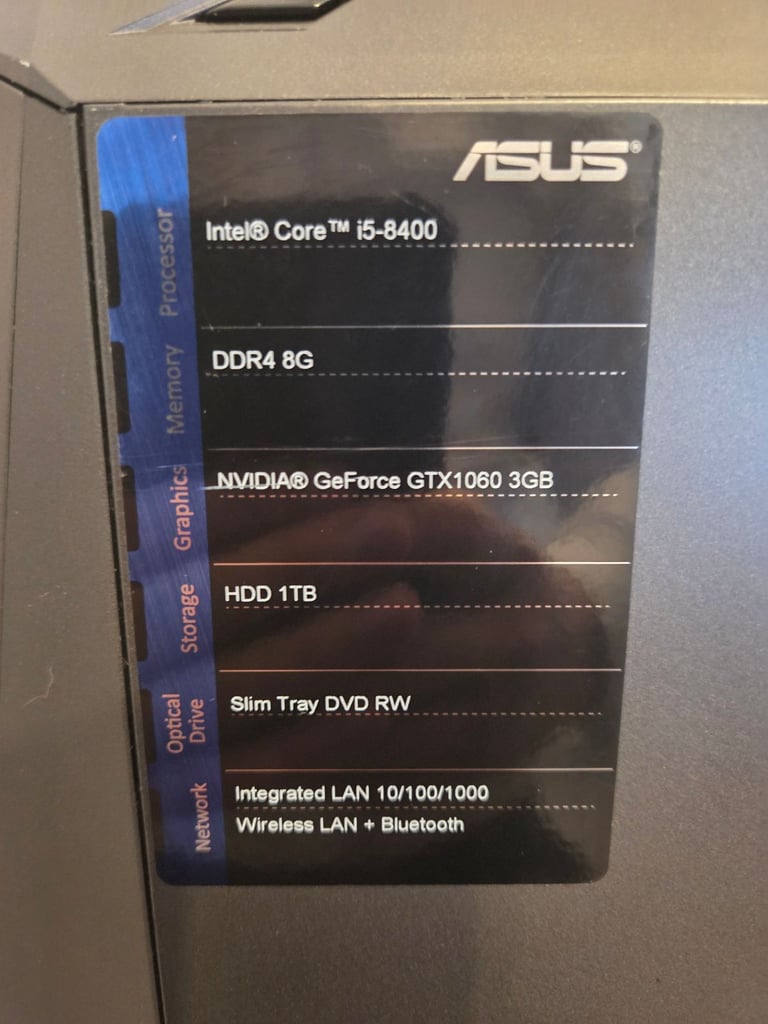 ASUS®
Processor
Intel® Core™ i5-8400
Memory
DDR4 8G
Graphics
NVIDIA® GeForce GTX1060 3GB
Storage
HDD 1TB
Optical
Drive
Slim Tray DVD RW
Network
Integrated LAN 10/100/1000
Wireless LAN + Bluetooth